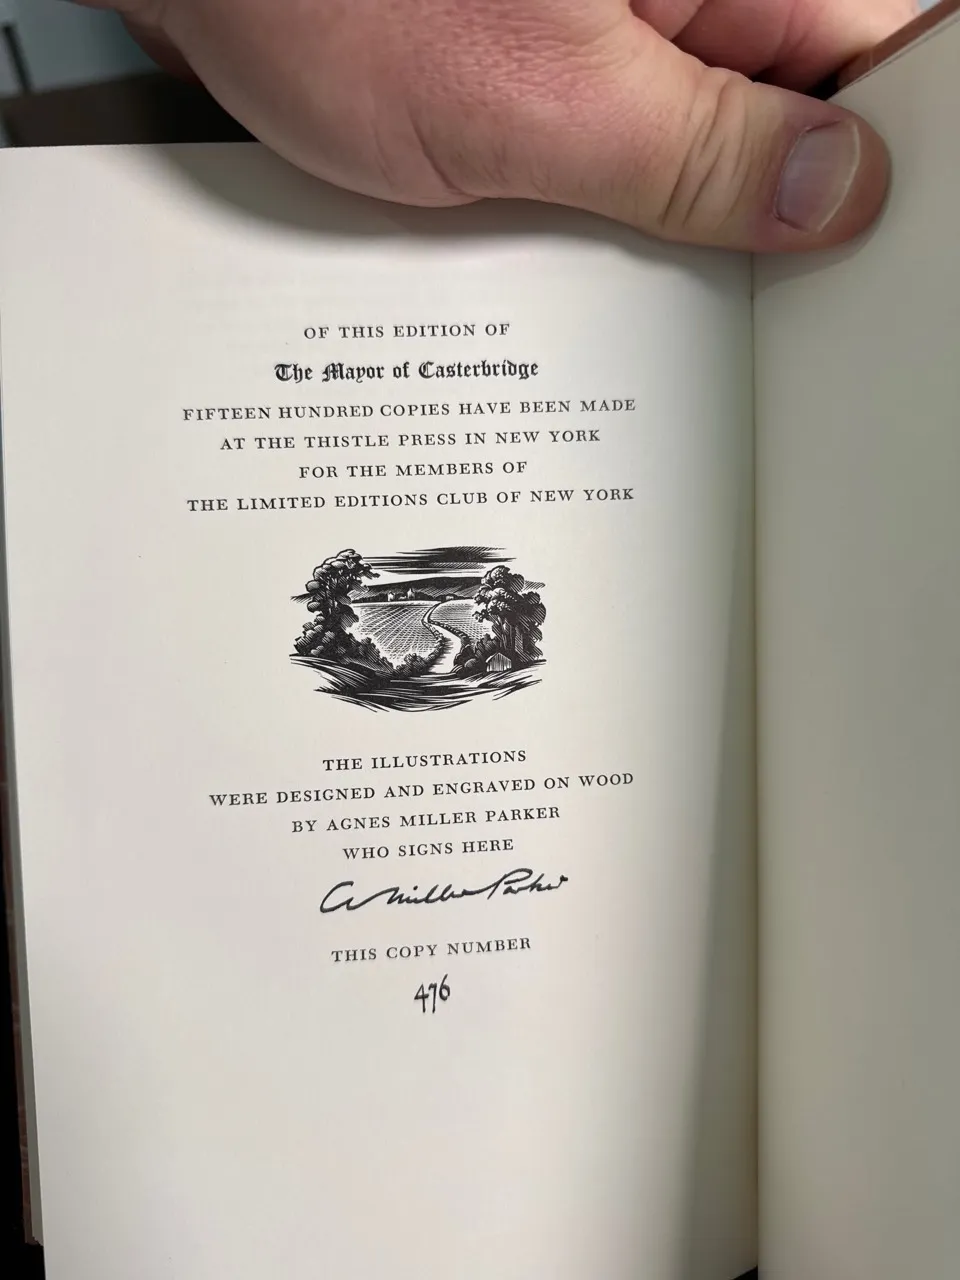 OF THIS EDITION OF
The Mayor of Casterbridge
FIFTEEN HUNDRED COPIES HAVE BEEN MADE
AT THE THISTLE PRESS IN NEW YORK
FOR THE MEMBERS OF
THE LIMITED EDITIONS CLUB OF NEW YORK
THE ILLUSTRATIONS
WERE DESIGNED AND ENGRAVED ON WOOD
BY AGNES MILLER PARKER
WHO SIGNS HERE
A Miller Parker
THIS COPY NUMBER
476